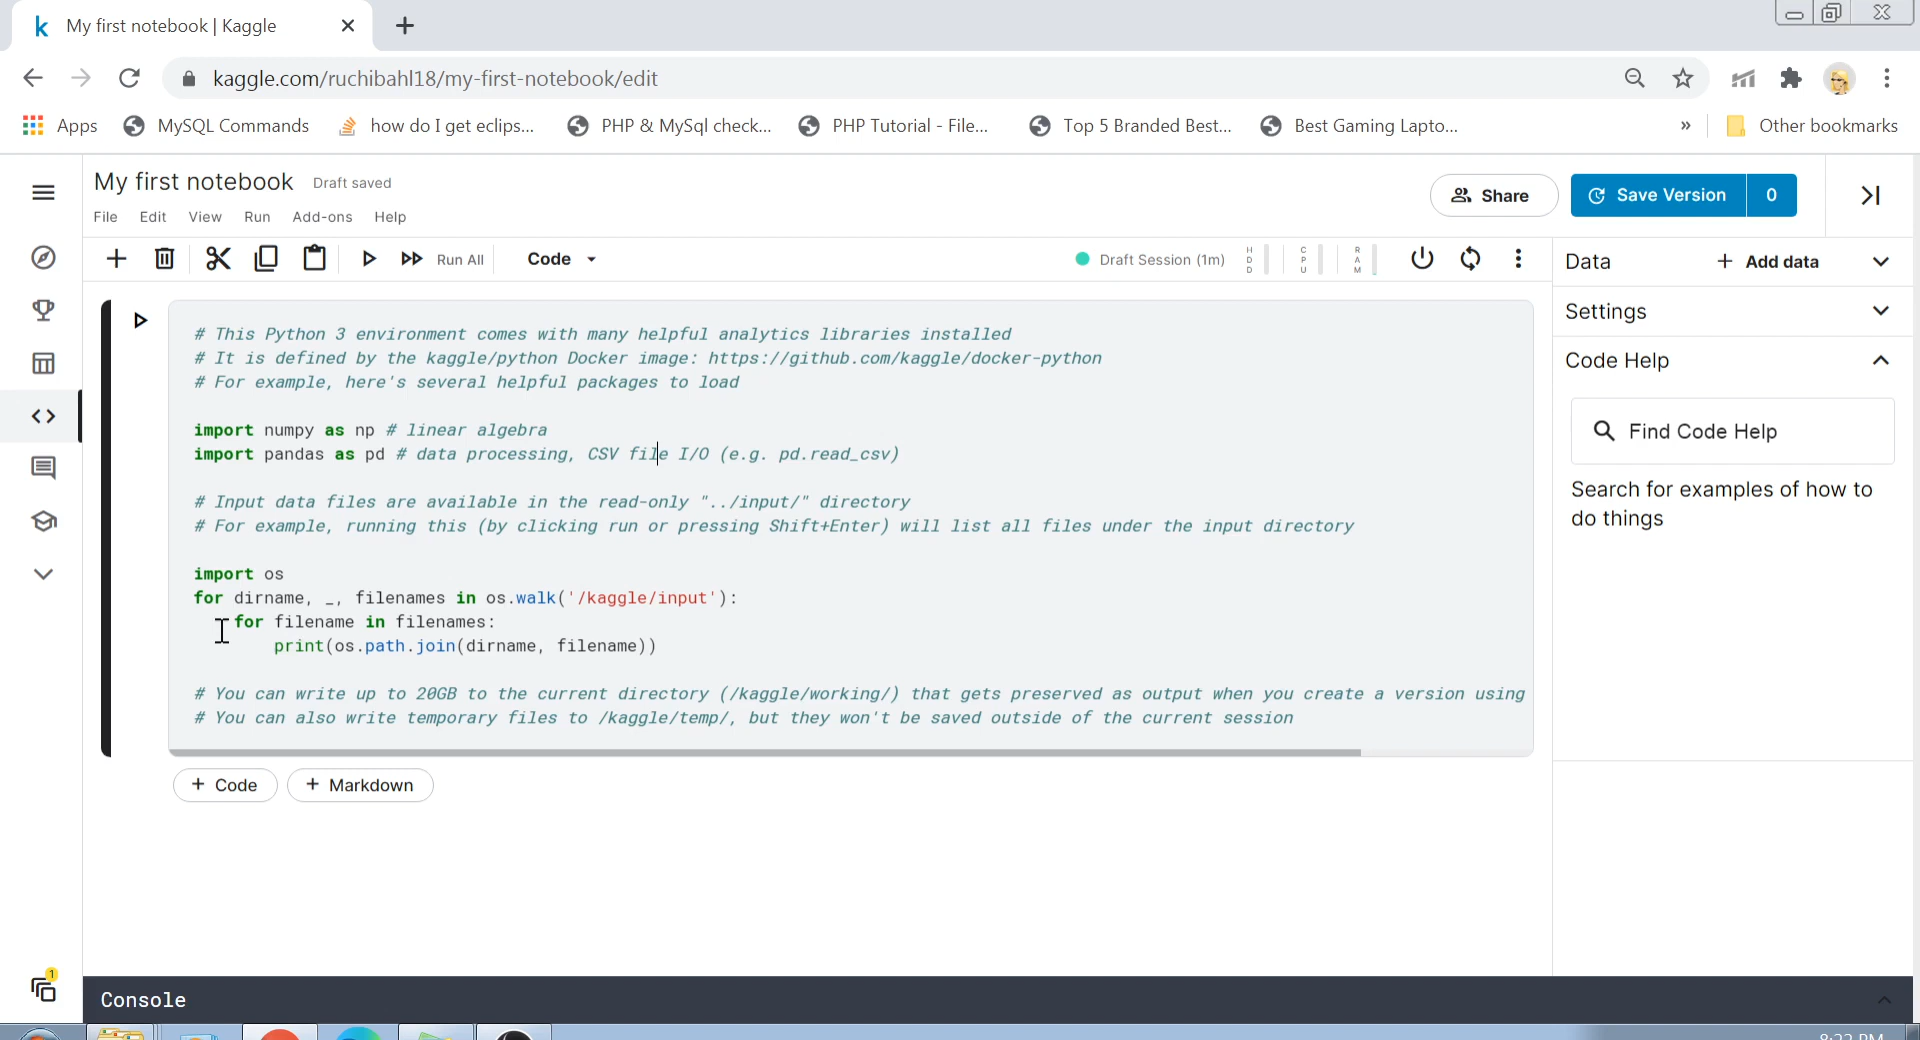 My first notebook | Kaggle
kaggle.com/ruchibahl18/my-first-notebook/edit
Apps
MySQL Commands
how do I get eclips...
PHP & MySql check...
PHP Tutorial - File...
Top 5 Branded Best...
Best Gaming Lapto...
»
Other bookmarks
My first notebook
Draft saved
File Edit View Run Add-ons Help
Share
Save Version
0
Run All
Code
Draft Session (1m)
HDD
CPU
RAM
# This Python 3 environment comes with many helpful analytics libraries installed
# It is defined by the kaggle/python Docker image: https://github.com/kaggle/docker-python
# For example, here's several helpful packages to load
import numpy as np # linear algebra
import pandas as pd # data processing, CSV file I/O (e.g. pd.read_csv)
# Input data files are available in the read-only "../input/" directory
# For example, running this (by clicking run or pressing Shift+Enter) will list all files under the input directory
import os
for dirname, _, filenames in os.walk('/kaggle/input'):
for filename in filenames:
print(os.path.join(dirname, filename))
# You can write up to 20GB to the current directory (/kaggle/working/) that gets preserved as output when you create a version using
# You can also write temporary files to /kaggle/temp/, but they won't be saved outside of the current session
+ Code
+ Markdown
Data
+ Add data
Settings
Code Help
Find Code Help
Search for examples of how to
do things
1
Console